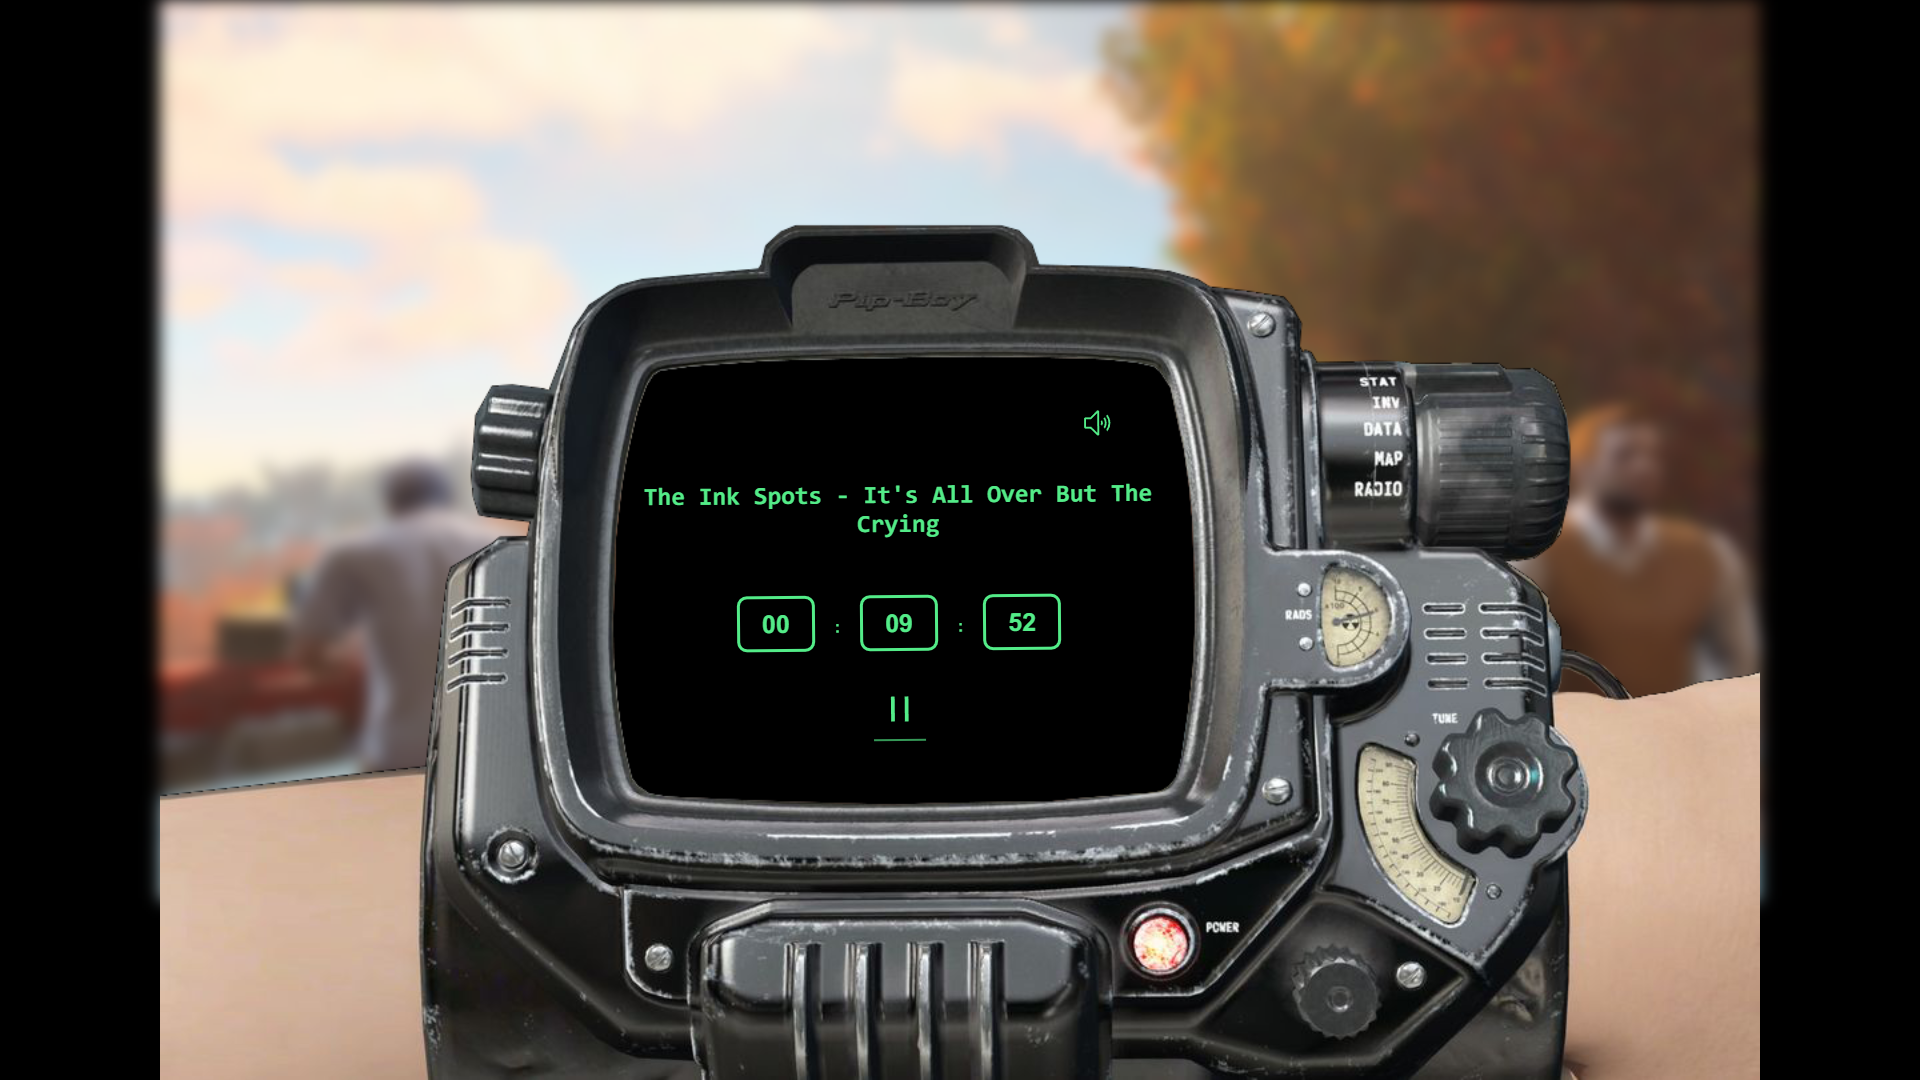 Pip-Boy
STAT
INV
DATA
MAP
RADIO
The Ink Spots - It's All Over But The
Crying
00 : 09 : 52
RADS
x100
TUNE
POWER